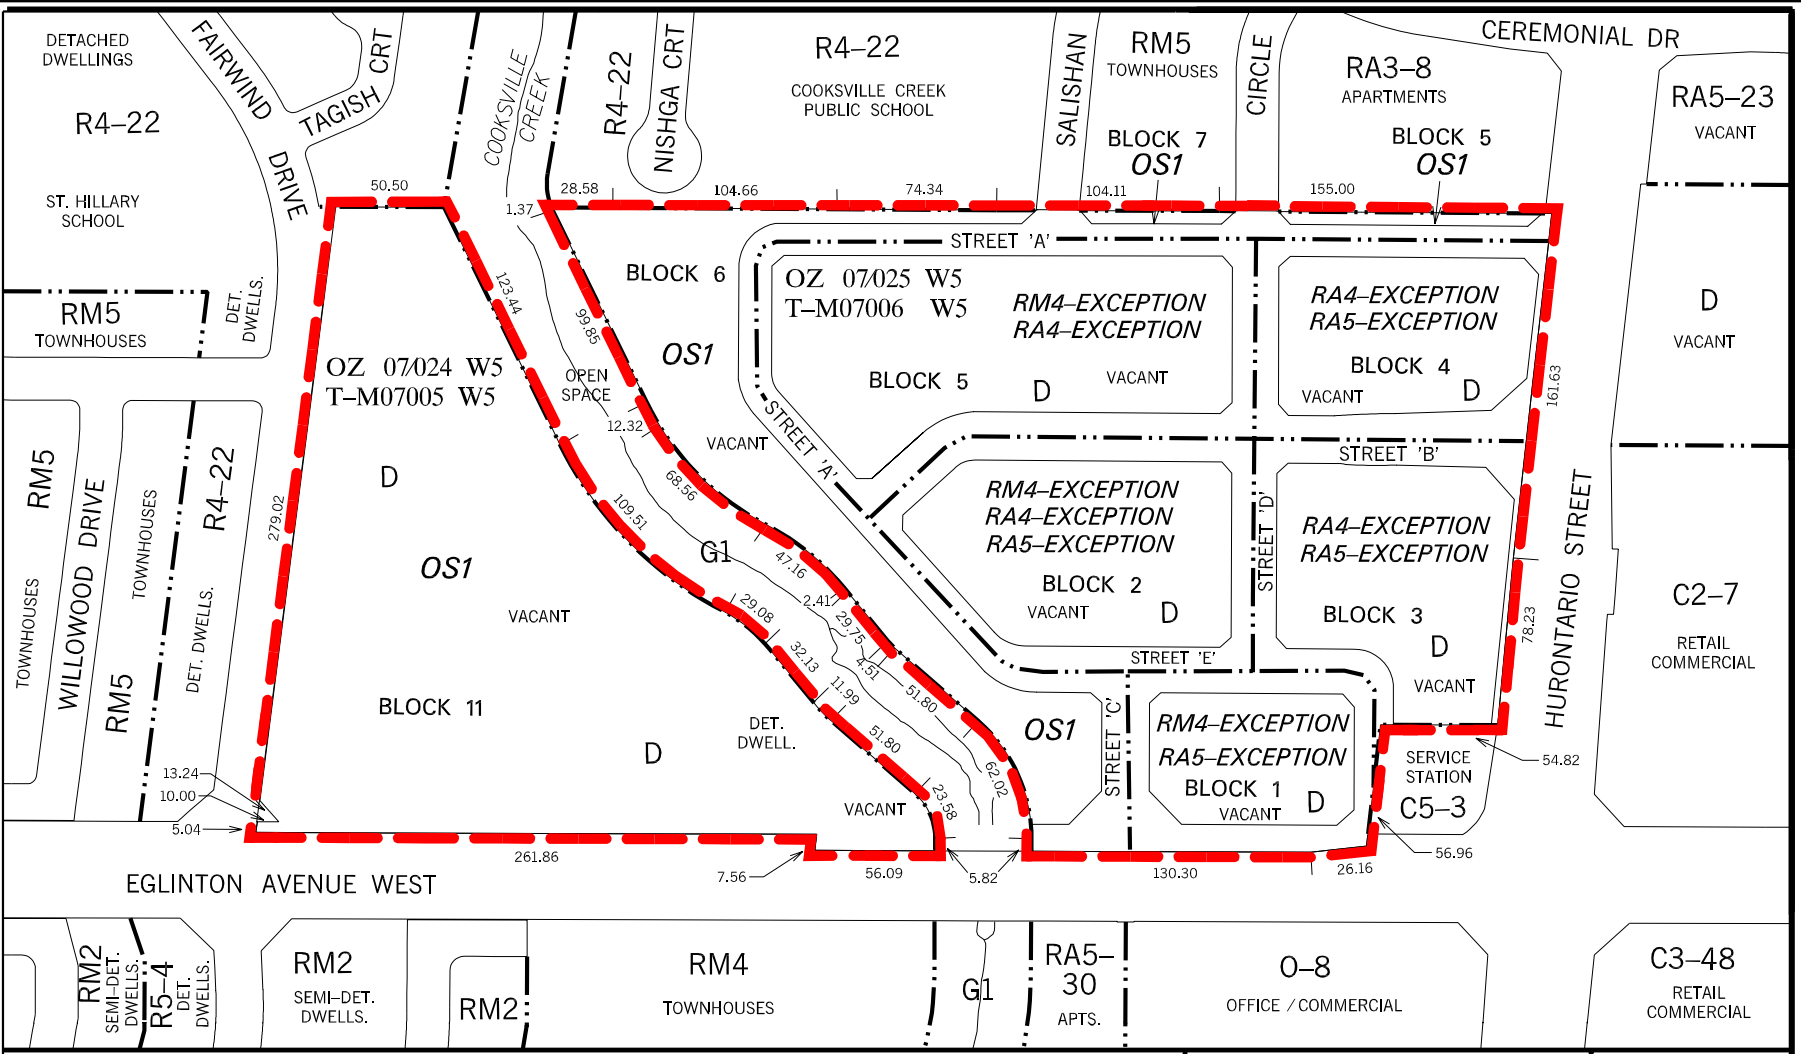 DETACHED
DWELLINGS
R4–22
ST. HILLARY
SCHOOL
FAIRWIND
DRIVE
TAGISH CRT
COOKSVILLE
CREEK
R4–22
NISHGA CRT
R4–22
COOKSVILLE CREEK
PUBLIC SCHOOL
SALISHAN
RM5
TOWNHOUSES
BLOCK 7
OS1
CIRCLE
RA3–8
APARTMENTS
BLOCK 5
OS1
CEREMONIAL DR
RA5–23
VACANT
50.50
1.37
28.58
104.66
74.34
104.11
155.00
RM5
TOWNHOUSES
DET.
DWELLS.
OZ 07/024 W5
T–M07005 W5
123.44
99.85
OPEN
SPACE
12.32
BLOCK 6
OS1
VACANT
STREET 'A'
OZ 07/025 W5
T–M07006 W5
RM4–EXCEPTION
RA4–EXCEPTION
BLOCK 5
D
VACANT
RA4–EXCEPTION
RA5–EXCEPTION
BLOCK 4
VACANT
D
161.63
D
VACANT
STREET 'A'
STREET 'B'
RM5
TOWNHOUSES
WILLOWOOD DRIVE
TOWNHOUSES
RM5
R4–22
DET. DWELLS.
279.02
D
OS1
VACANT
BLOCK 11
D
109.51
68.56
G1
47.16
2.41
29.08
29.75
4.51
32.13
11.99
51.80
51.80
62.02
23.58
DET.
DWELL.
VACANT
RM4–EXCEPTION
RA4–EXCEPTION
RA5–EXCEPTION
BLOCK 2
VACANT
D
STREET 'D'
RA4–EXCEPTION
RA5–EXCEPTION
BLOCK 3
D
VACANT
78.23
HURONTARIO STREET
C2–7
RETAIL
COMMERCIAL
STREET 'E'
OS1
STREET 'C'
RM4–EXCEPTION
RA5–EXCEPTION
BLOCK 1
VACANT
D
SERVICE
STATION
C5–3
54.82
56.96
13.24
10.00
5.04
261.86
7.56
56.09
5.82
130.30
26.16
EGLINTON AVENUE WEST
RM2
SEMI–DET.
DWELLS.
R5–4
DET.
DWELLS.
RM2
SEMI–DET.
DWELLS.
RM2
RM4
TOWNHOUSES
G1
RA5–
30
APTS.
O–8
OFFICE / COMMERCIAL
C3–48
RETAIL
COMMERCIAL